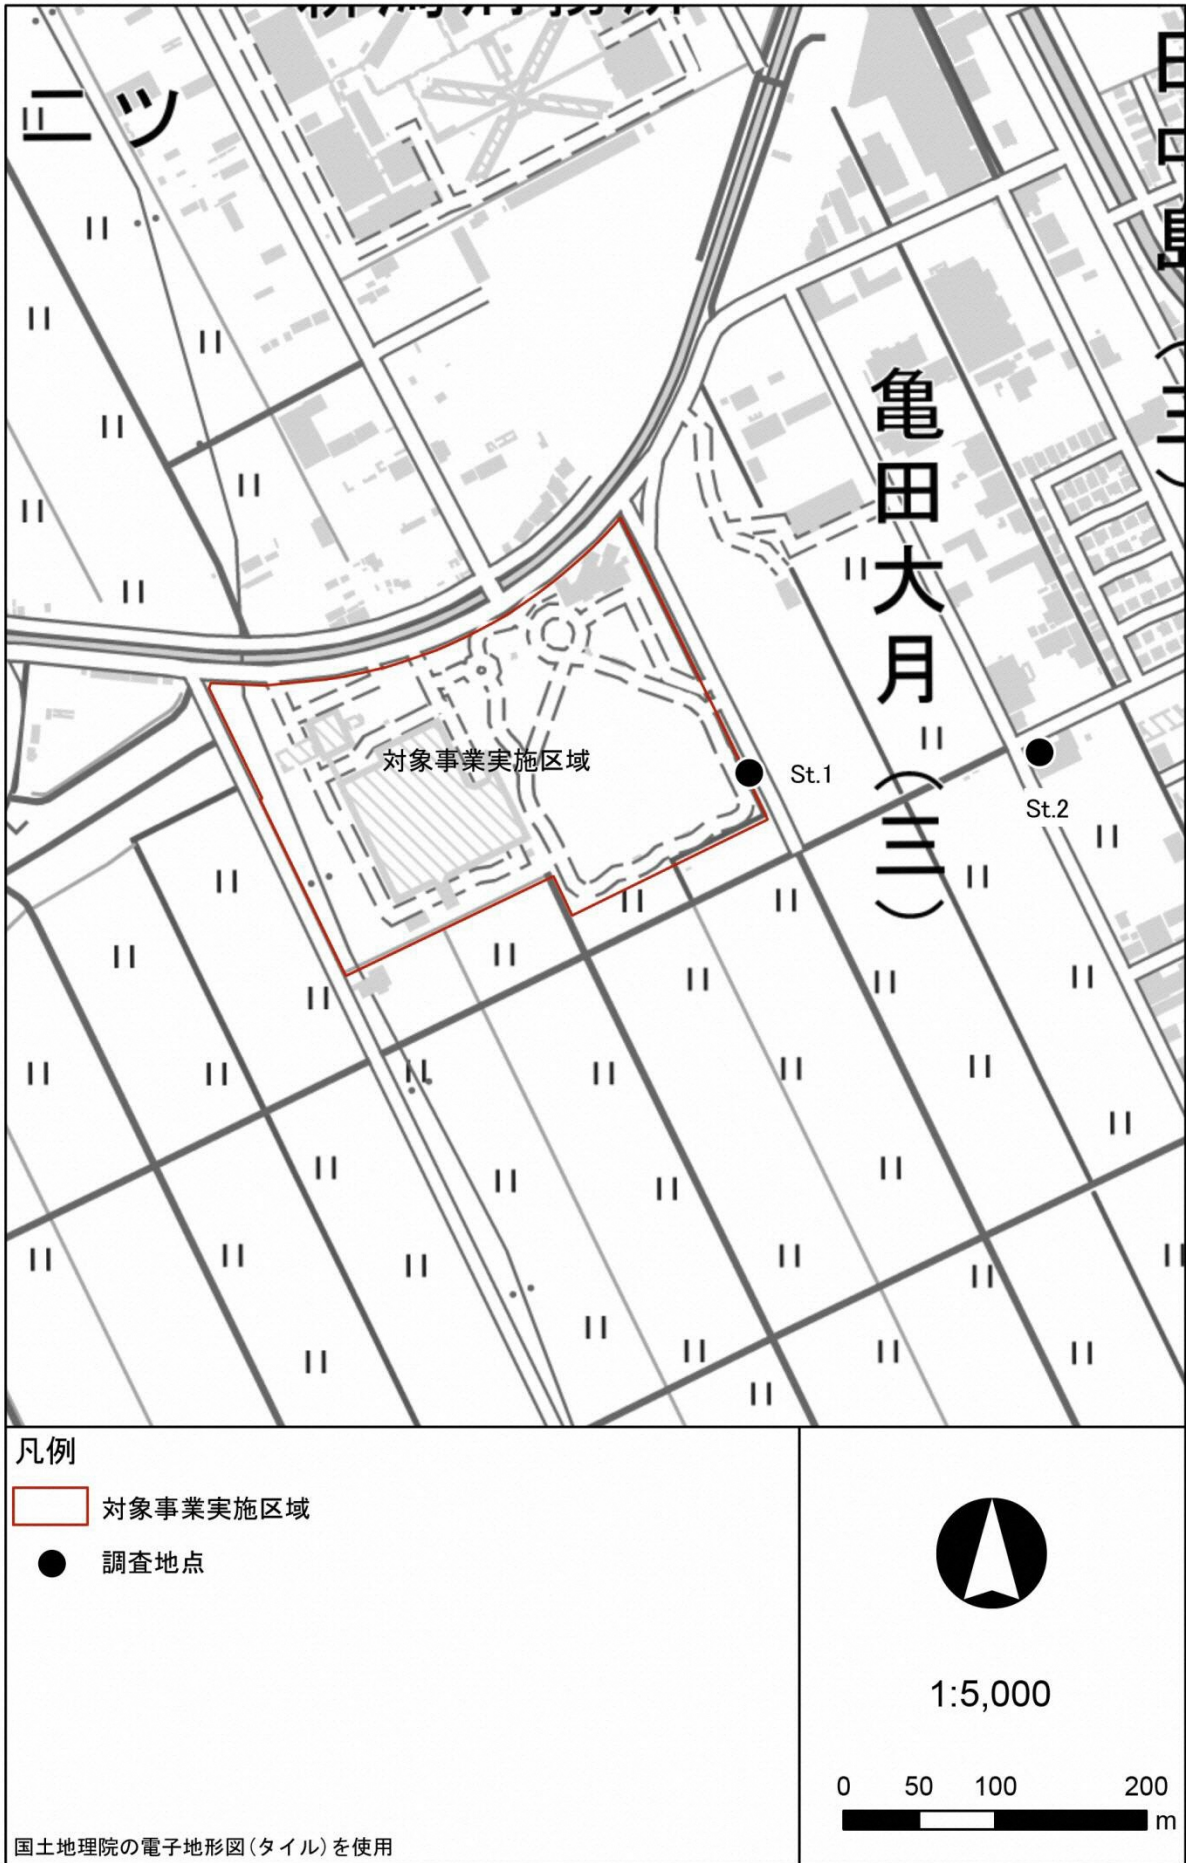 二ツ
亀田大月(三)
対象事業実施区域
St.1
St.2
凡例
対象事業実施区域
調査地点
1:5,000
0 50 100 200
m
国土地理院の電子地形図(タイル)を使用